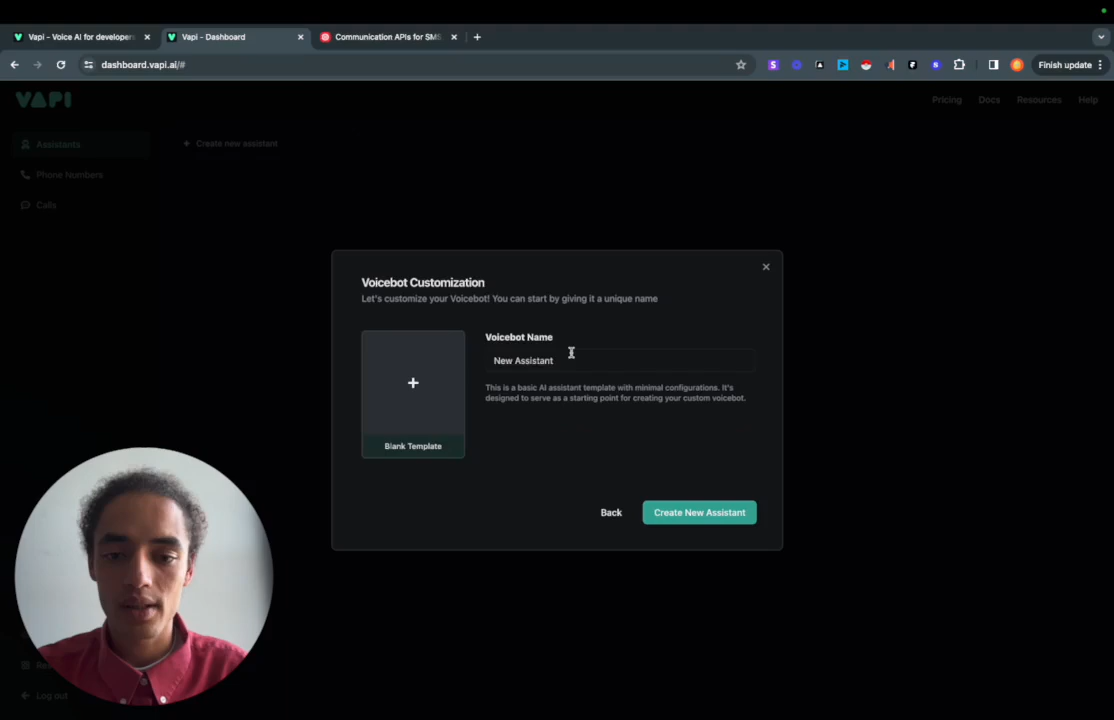 Vapi - Voice AI for developers
Vapi - Dashboard
Communication APIs for SMS
dashboard.vapi.ai/#
Finish update
VAPI
Pricing
Docs
Resources
Help
Assistants
Create new assistant
Phone Numbers
Calls
Voicebot Customization
Let's customize your Voicebot! You can start by giving it a unique name
Voicebot Name
New Assistant
This is a basic AI assistant template with minimal configurations. It's
designed to serve as a starting point for creating your custom voicebot.
Blank Template
Back
Create New Assistant
Log out